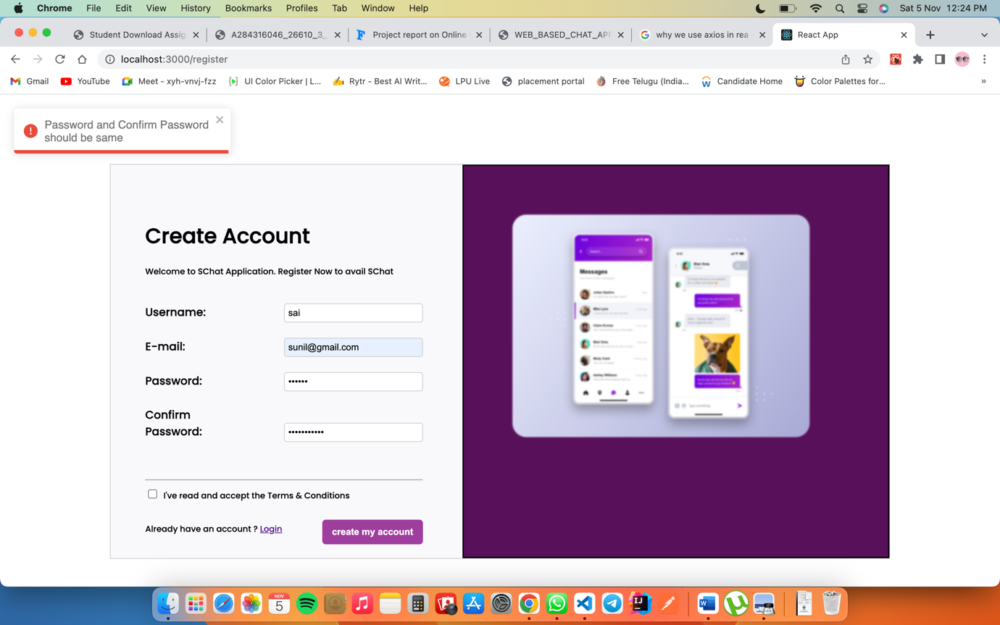 Chrome File Edit View History Bookmarks Profiles Tab Window Help Sat 5 Nov 12:24 PM
Student Download Assig A284316046_26610_3_ Project report on Online WEB_BASED_CHAT_APP why we use axios in rea React App
localhost:3000/register
Gmail YouTube Meet - xyh-vnvj-fzz UI Color Picker | L... Rytr - Best AI Writ... LPU Live placement portal Free Telugu (India... Candidate Home Color Palettes for... »
Password and Confirm Password
should be same
Create Account
Welcome to SChat Application. Register Now to avail SChat
Username: sai
E-mail: sunil@gmail.com
Password: ••••••
Confirm
Password: •••••••••••
I've read and accept the Terms & Conditions
Already have an account ? Login create my account
Messages
NOV
5
IJ
W